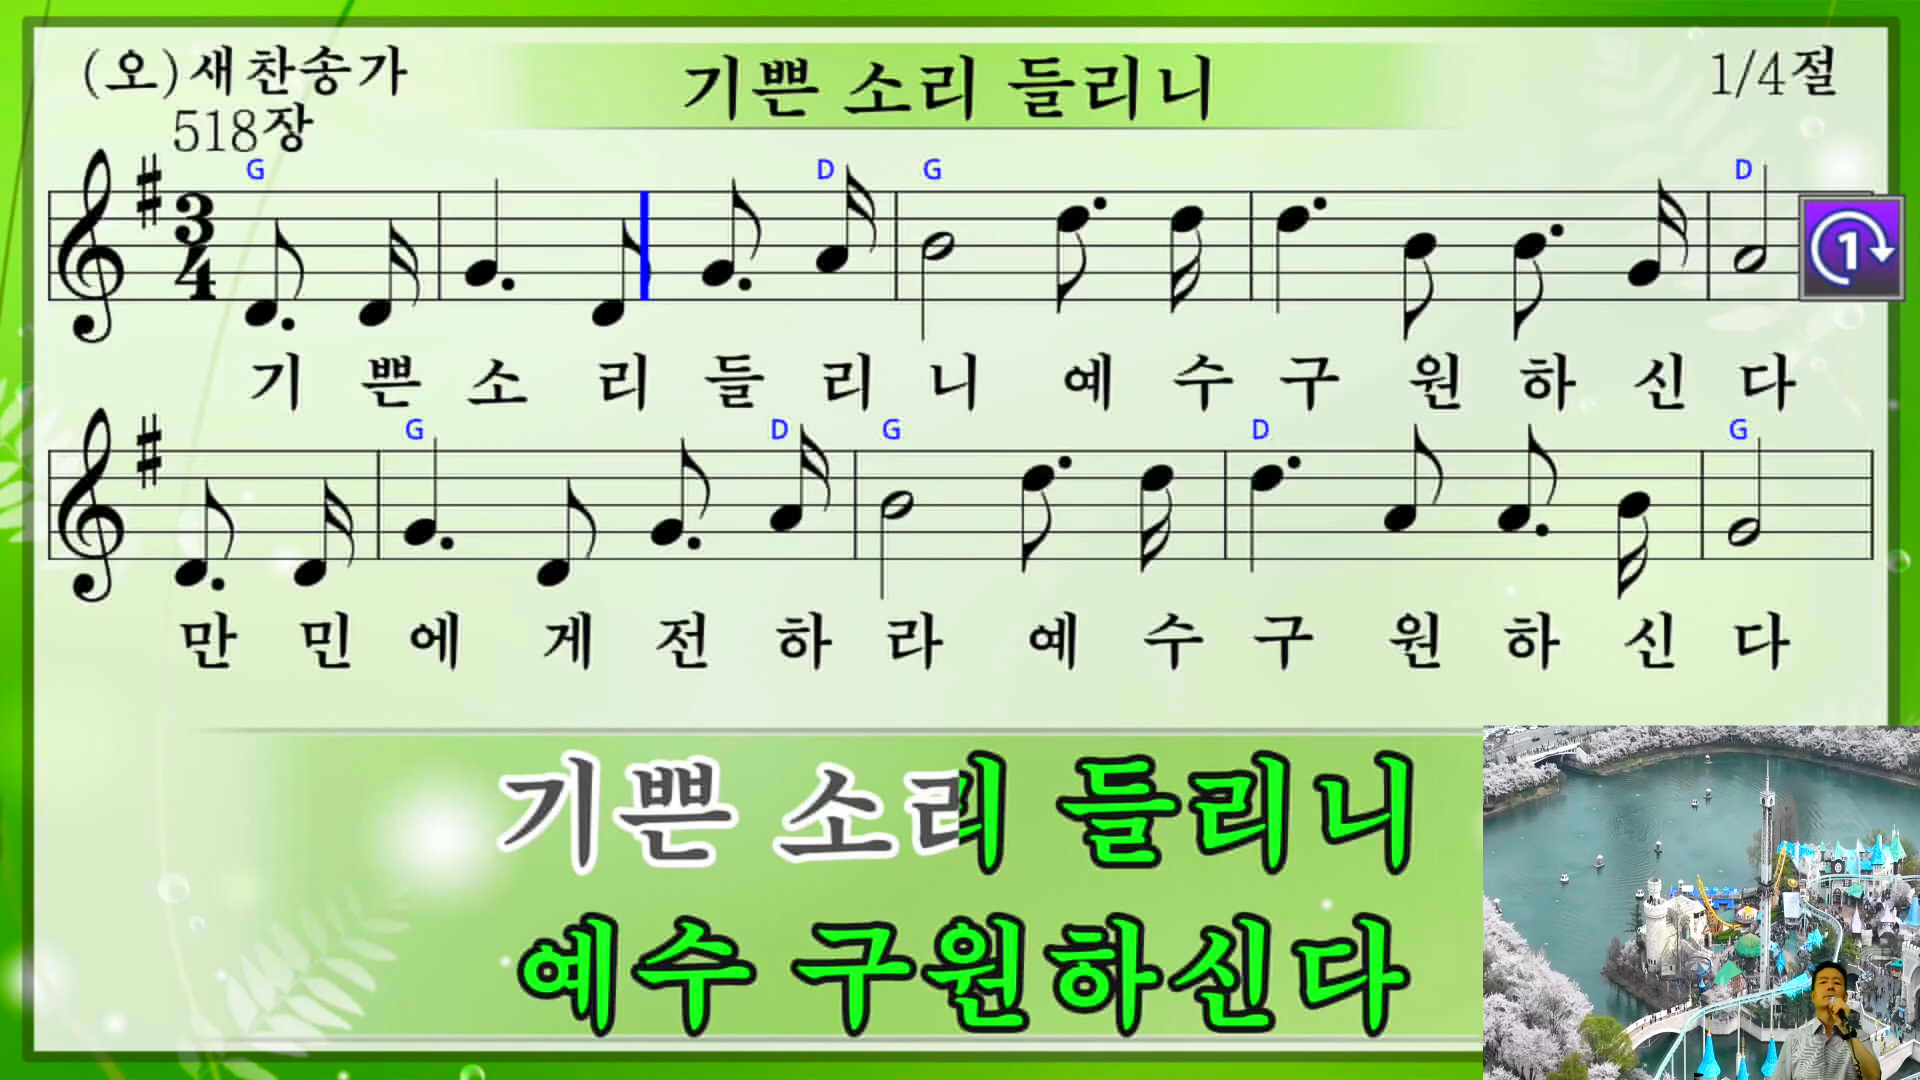 (오)새찬송가
518장
기쁜 소리 들리니
1/4절
G D G D
3
4
1
기 쁜 소 리 들 리 니 예 수 구 원 하 신 다
G D G D G
만 민 에 게 전 하 라 예 수 구 원 하 신 다
기쁜 소리 들리니
예수 구원하신다